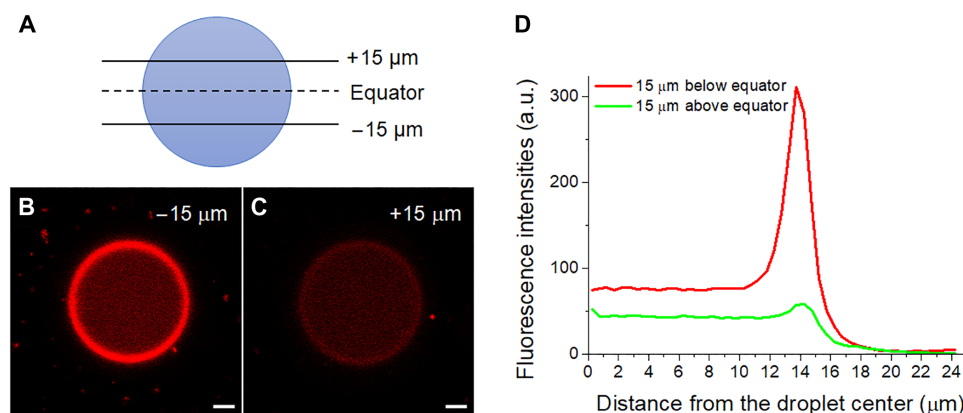 A
+15 μm
Equator
−15 μm
B
−15 μm
C
+15 μm
D
Fluorescence intensities (a.u.)
300
200
100
0
15 μm below equator
15 μm above equator
0 2 4 6 8 10 12 14 16 18 20 22 24
Distance from the droplet center (μm)